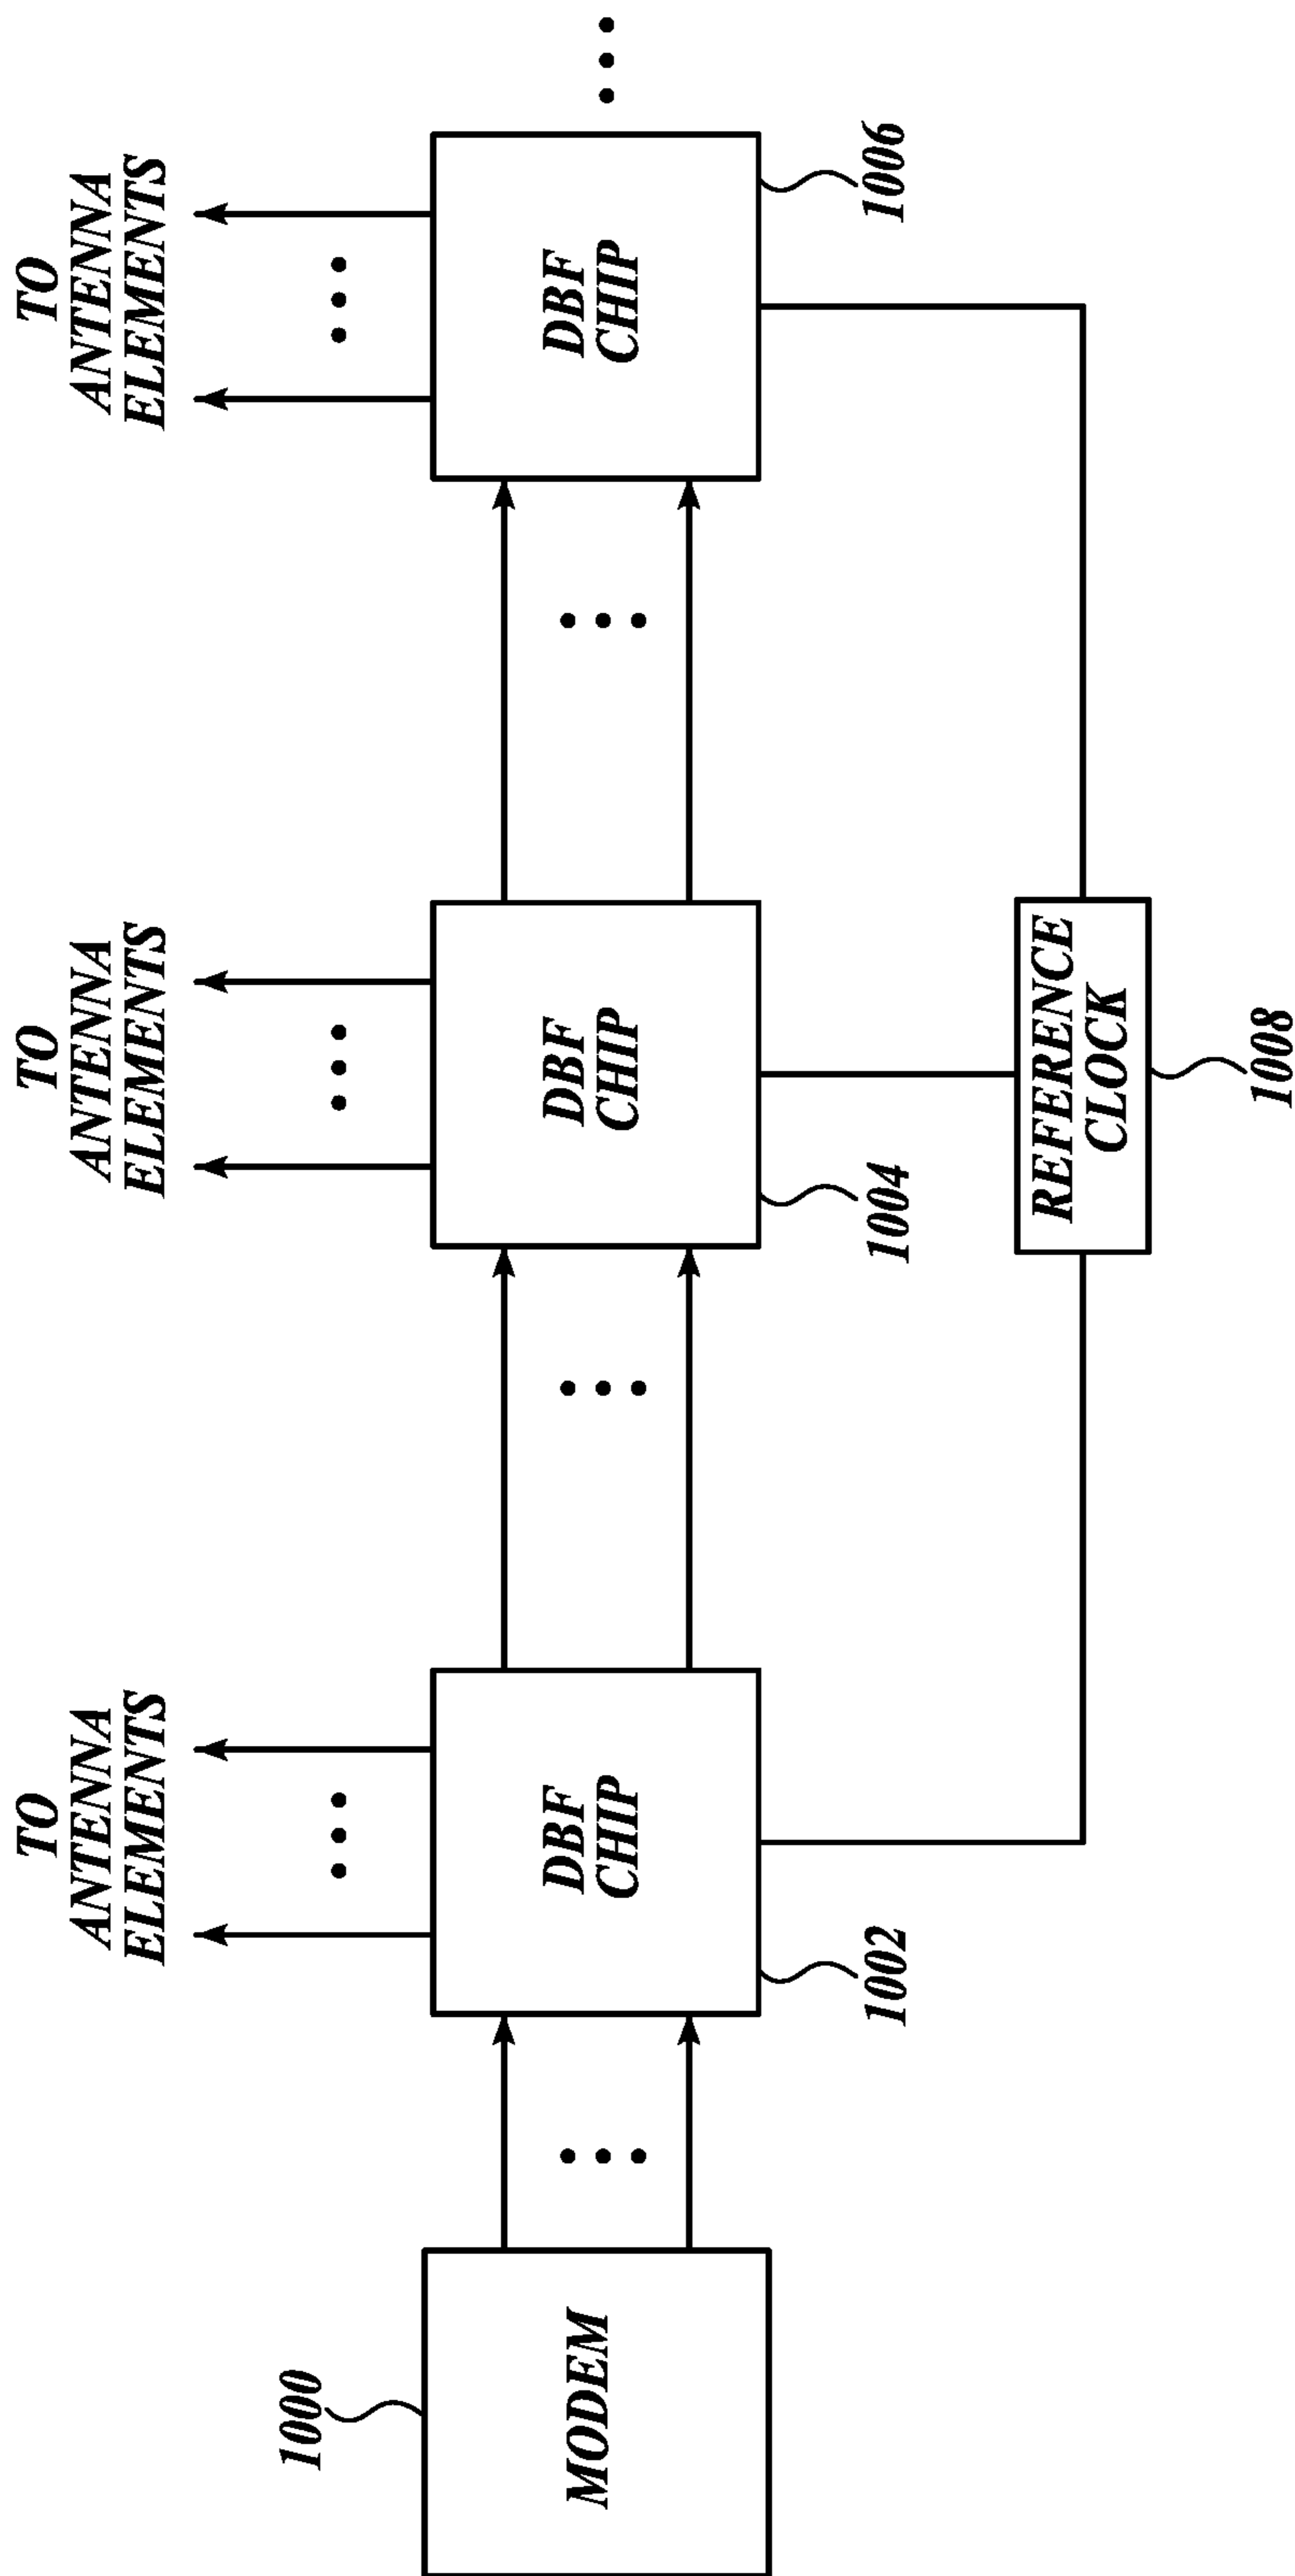 TO
ANTENNA
ELEMENTS
TO
ANTENNA
ELEMENTS
TO
ANTENNA
ELEMENTS
1000
MODEM
DBF
CHIP
DBF
CHIP
DBF
CHIP
1002
1004
1006
REFERENCE
CLOCK
1008